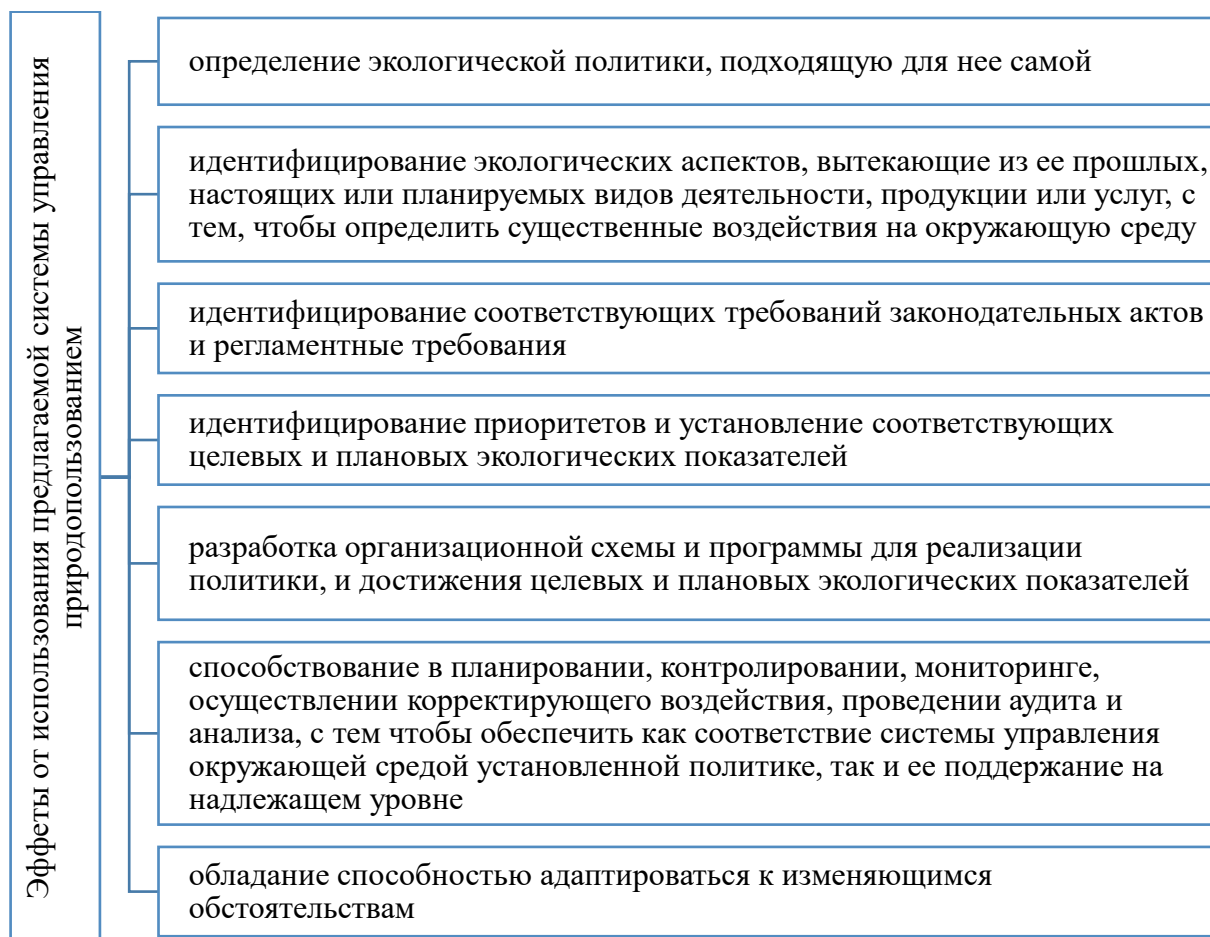 Эффеты от использования предлагаемой системы управления
природопользованием
определение экологической политики, подходящую для нее самой
идентифицирование экологических аспектов, вытекающие из ее прошлых,
настоящих или планируемых видов деятельности, продукции или услуг, с
тем, чтобы определить существенные воздействия на окружающую среду
идентифицирование соответствующих требований законодательных актов
и регламентные требования
идентифицирование приоритетов и установление соответствующих
целевых и плановых экологических показателей
разработка организационной схемы и программы для реализации
политики, и достижения целевых и плановых экологических показателей
способствование в планировании, контролировании, мониторинге,
осуществлении корректирующего воздействия, проведении аудита и
анализа, с тем чтобы обеспечить как соответствие системы управления
окружающей средой установленной политике, так и ее поддержание на
надлежащем уровне
обладание способностью адаптироваться к изменяющимся
обстоятельствам